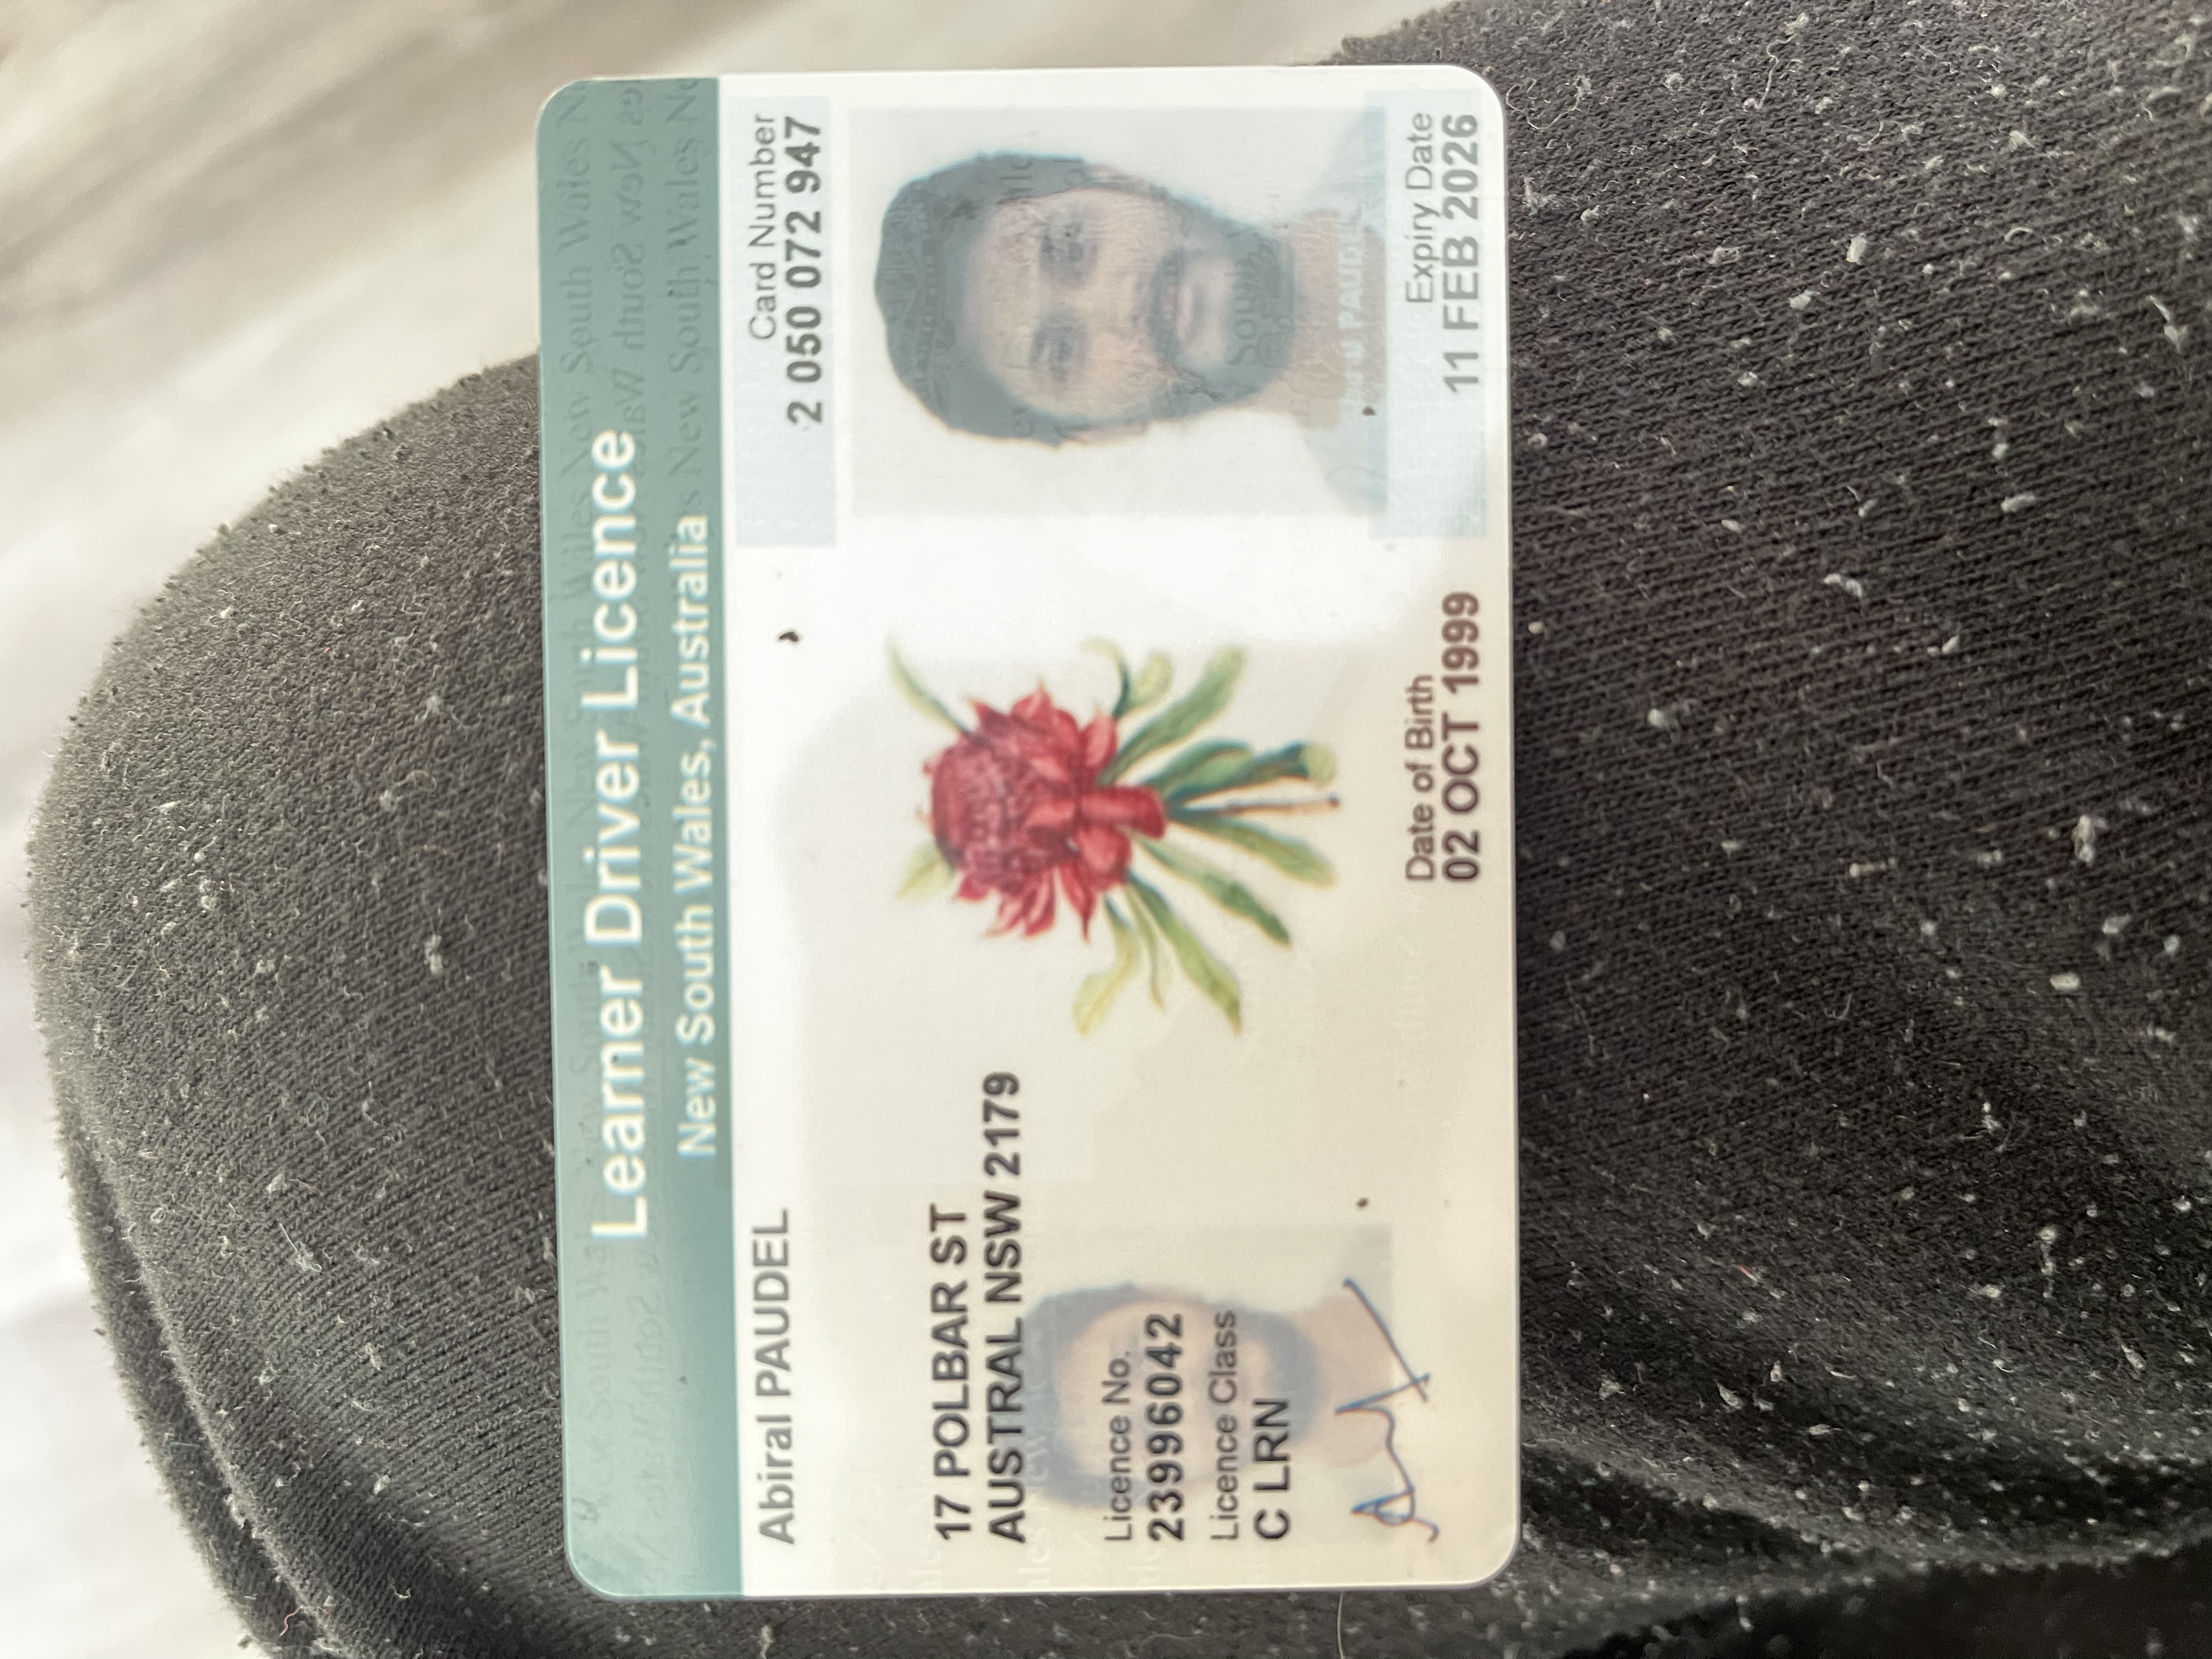 Learner Driver Licence
New South Wales, Australia
Abiral PAUDEL
Card Number
2 050 072 947
17 POLBAR ST
AUSTRAL NSW 2179
Licence No.
23996042
Licence Class
C LRN
Date of Birth
02 OCT 1999
Expiry Date
11 FEB 2026